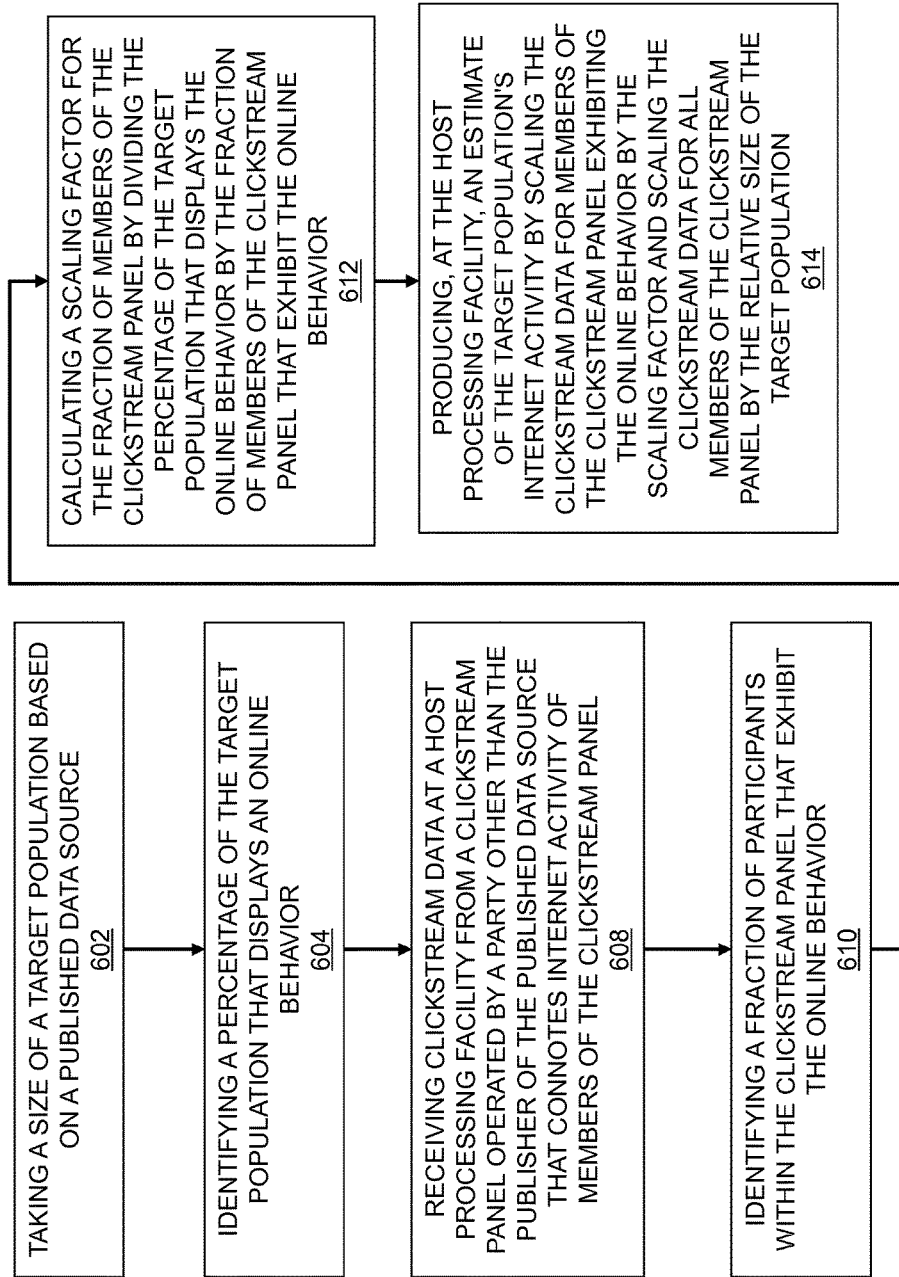 TAKING A SIZE OF A TARGET POPULATION BASED
ON A PUBLISHED DATA SOURCE
602
IDENTIFYING A PERCENTAGE OF THE TARGET
POPULATION THAT DISPLAYS AN ONLINE
BEHAVIOR
604
RECEIVING CLICKSTREAM DATA AT A HOST
PROCESSING FACILITY FROM A CLICKSTREAM
PANEL OPERATED BY A PARTY OTHER THAN THE
PUBLISHER OF THE PUBLISHED DATA SOURCE
THAT CONNOTES INTERNET ACTIVITY OF
MEMBERS OF THE CLICKSTREAM PANEL
608
IDENTIFYING A FRACTION OF PARTICIPANTS
WITHIN THE CLICKSTREAM PANEL THAT EXHIBIT
THE ONLINE BEHAVIOR
610
CALCULATING A SCALING FACTOR FOR
THE FRACTION OF MEMBERS OF THE
CLICKSTREAM PANEL BY DIVIDING THE
PERCENTAGE OF THE TARGET
POPULATION THAT DISPLAYS THE
ONLINE BEHAVIOR BY THE FRACTION
OF MEMBERS OF THE CLICKSTREAM
PANEL THAT EXHIBIT THE ONLINE
BEHAVIOR
612
PRODUCING, AT THE HOST
PROCESSING FACILITY, AN ESTIMATE
OF THE TARGET POPULATION'S
INTERNET ACTIVITY BY SCALING THE
CLICKSTREAM DATA FOR MEMBERS OF
THE CLICKSTREAM PANEL EXHIBITING
THE ONLINE BEHAVIOR BY THE
SCALING FACTOR AND SCALING THE
CLICKSTREAM DATA FOR ALL
MEMBERS OF THE CLICKSTREAM
PANEL BY THE RELATIVE SIZE OF THE
TARGET POPULATION
614